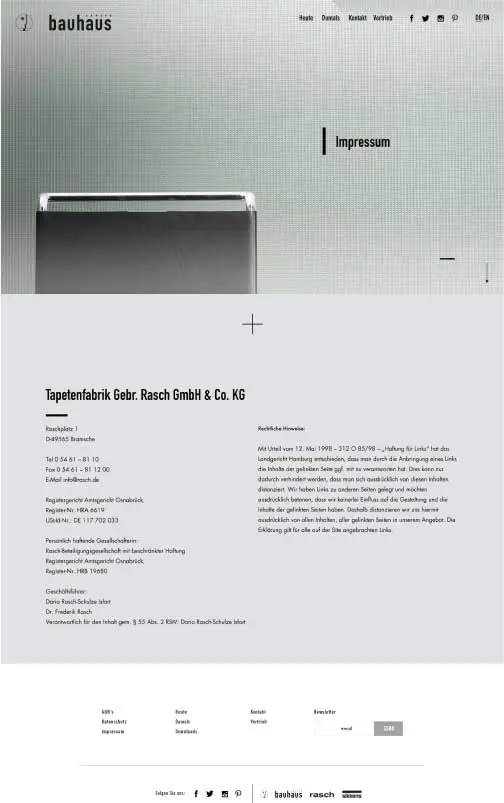 bauhaus
Heute Damals Kontakt Vertrieb DE/EN
Impressum
Tapetenfabrik Gebr. Rasch GmbH & Co. KG
Raschplatz 1
D-49565 Bramsche
Tel 0 54 61 – 81 10
Fax 0 54 61 – 81 12 00
E-Mail info@rasch.de
Registergericht Amtsgericht Osnabrück,
Register-Nr. HRA 6619
USt-Id-Nr.: DE 117 702 033
Persönlich haftende Gesellschafterin:
Rasch-Beteiligungsgesellschaft mit beschränkter Haftung
Registergericht Amtsgericht Osnabrück,
Register-Nr. HRB 19680
Geschäftsführer:
Dario Rasch-Schulze Isfort
Dr. Frederik Rasch
Verantwortlich für den Inhalt gem. § 55 Abs. 2 RStV: Dario Rasch-Schulze Isfort
Rechtliche Hinweise:
Mit Urteil vom 12. Mai 1998 – 312 O 85/98 – „Haftung für Links" hat das
Landgericht Hamburg entschieden, dass man durch die Anbringung eines Links
die Inhalte der gelinkten Seite ggf. mit zu verantworten hat. Dies kann nur
dadurch verhindert werden, dass man sich ausdrücklich von diesen Inhalten
distanziert. Wir haben Links zu anderen Seiten gelegt und möchten
ausdrücklich betonen, dass wir keinerlei Einfluss auf die Gestaltung und die
Inhalte der gelinkten Seiten haben. Deshalb distanzieren wir uns hiermit
ausdrücklich von allen Inhalten, aller gelinkten Seiten in unserem Angebot. Die
Erklärung gilt für alle auf der Site angebrachten Links.
AGB's Heute Kontakt Newsletter
Datenschutz Damals Vertrieb
Impressum Downloads
email SEND
Folgen Sie uns: bauhaus rasch